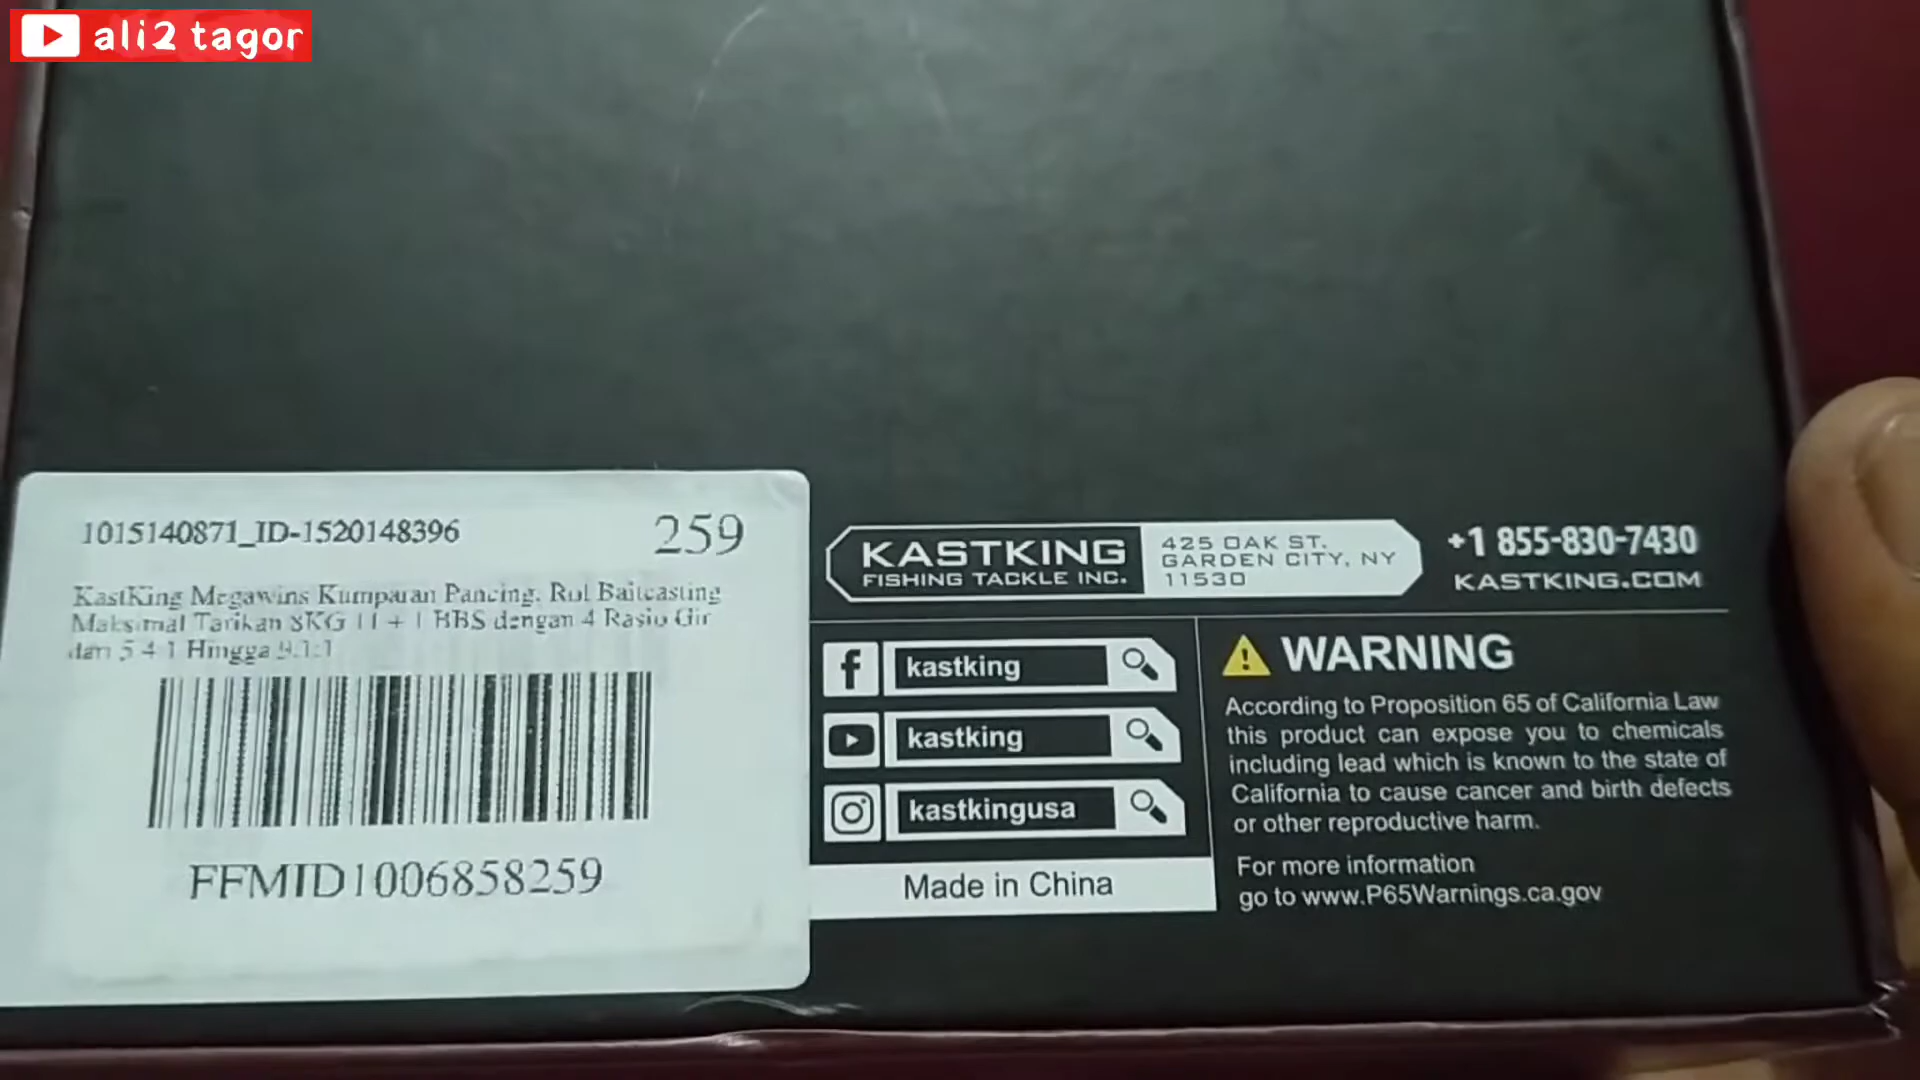 ali2 tagor
1015140871_ID-1520148396
259
KastKing Megawins Kumparan Pancing, Rol Baitcasting
Maksimal Tarikan 8KG 11 + 1 BBS dengan 4 Rasio Gir
dari 5.4:1 Hingga 9.1:1
FFMID1006858259
KASTKING
FISHING TACKLE INC.
425 OAK ST.
GARDEN CITY, NY
11530
+1 855-830-7430
KASTKING.COM
kastking
kastking
kastkingusa
Made in China
WARNING
According to Proposition 65 of California Law
this product can expose you to chemicals
including lead which is known to the state of
California to cause cancer and birth defects
or other reproductive harm.
For more information
go to www.P65Warnings.ca.gov